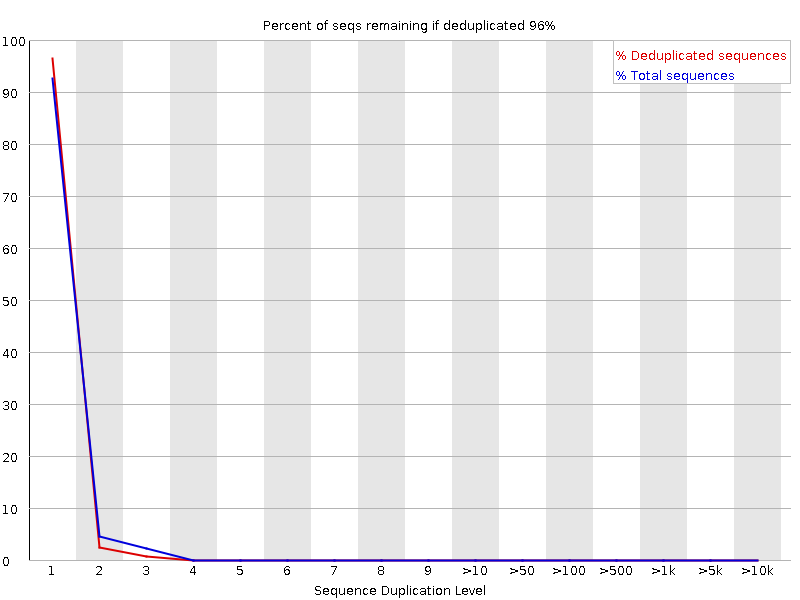 Percent of seqs remaining if deduplicated 96%
% Deduplicated sequences
% Total sequences
100
90
80
70
60
50
40
30
20
10
0
1 2 3 4 5 6 7 8 9 >10 >50 >100 >500 >1k >5k >10k
Sequence Duplication Level